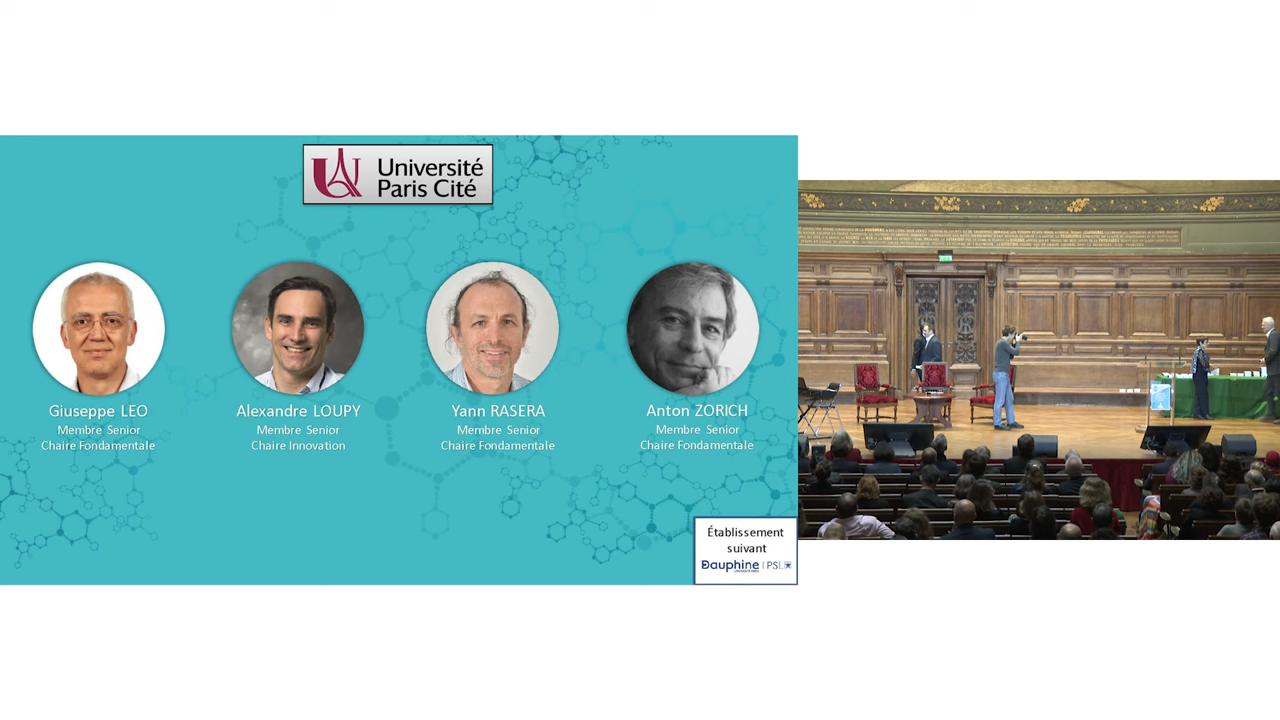 Université
Paris Cité
Giuseppe LEO
Membre Senior
Chaire Fondamentale
Alexandre LOUPY
Membre Senior
Chaire Innovation
Yann RASERA
Membre Senior
Chaire Fondamentale
Anton ZORICH
Membre Senior
Chaire Fondamentale
Établissement
suivant
Dauphine | PSL